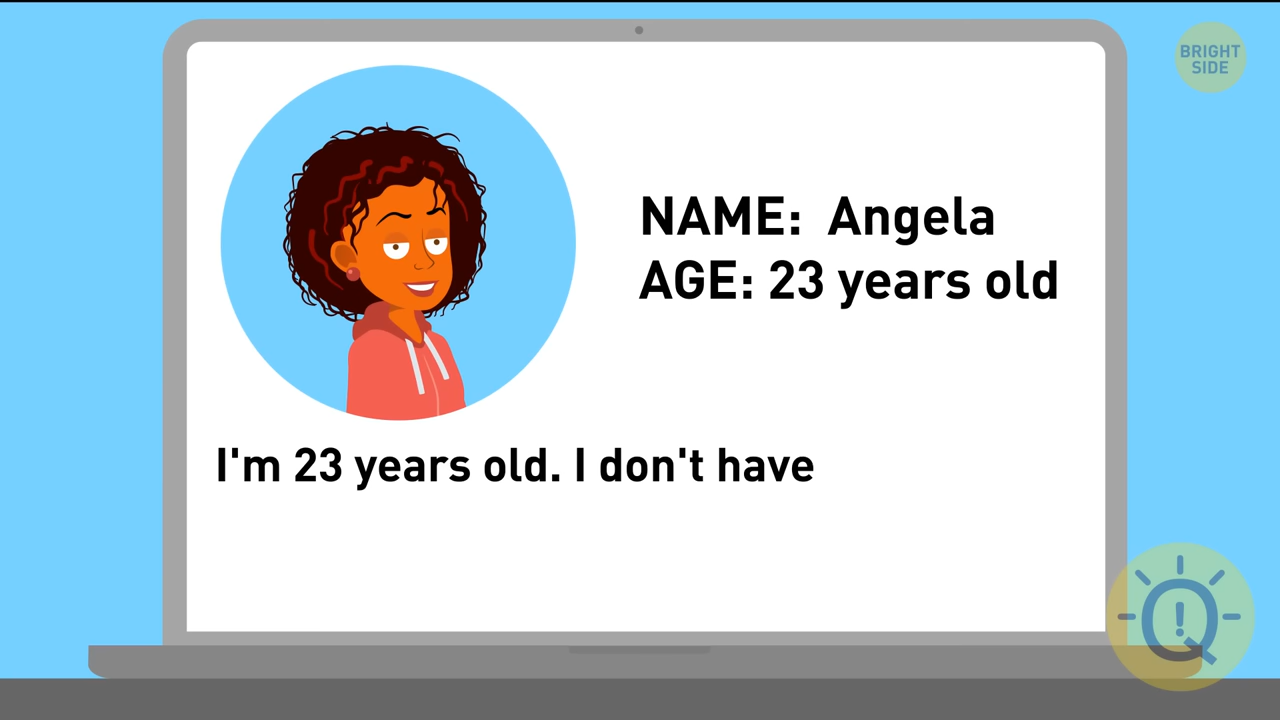 BRIGHT
SIDE
NAME: Angela
AGE: 23 years old
I'm 23 years old. I don't have
Q!